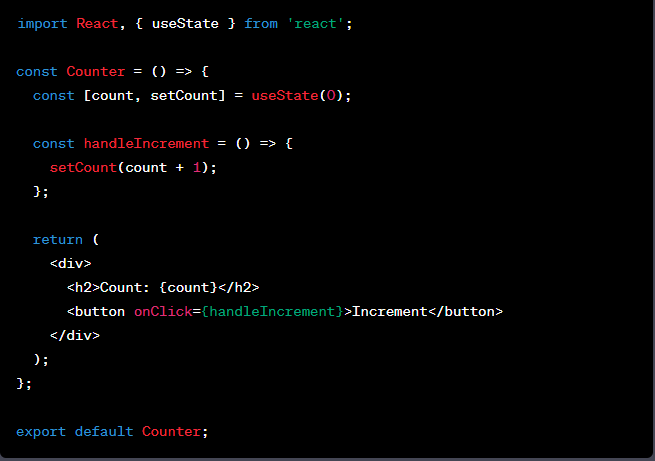 import React, { useState } from 'react';

const Counter = () => {
  const [count, setCount] = useState(0);

  const handleIncrement = () => {
    setCount(count + 1);
  };

  return (
    <div>
      <h2>Count: {count}</h2>
      <button onClick={handleIncrement}>Increment</button>
    </div>
  );
};

export default Counter;